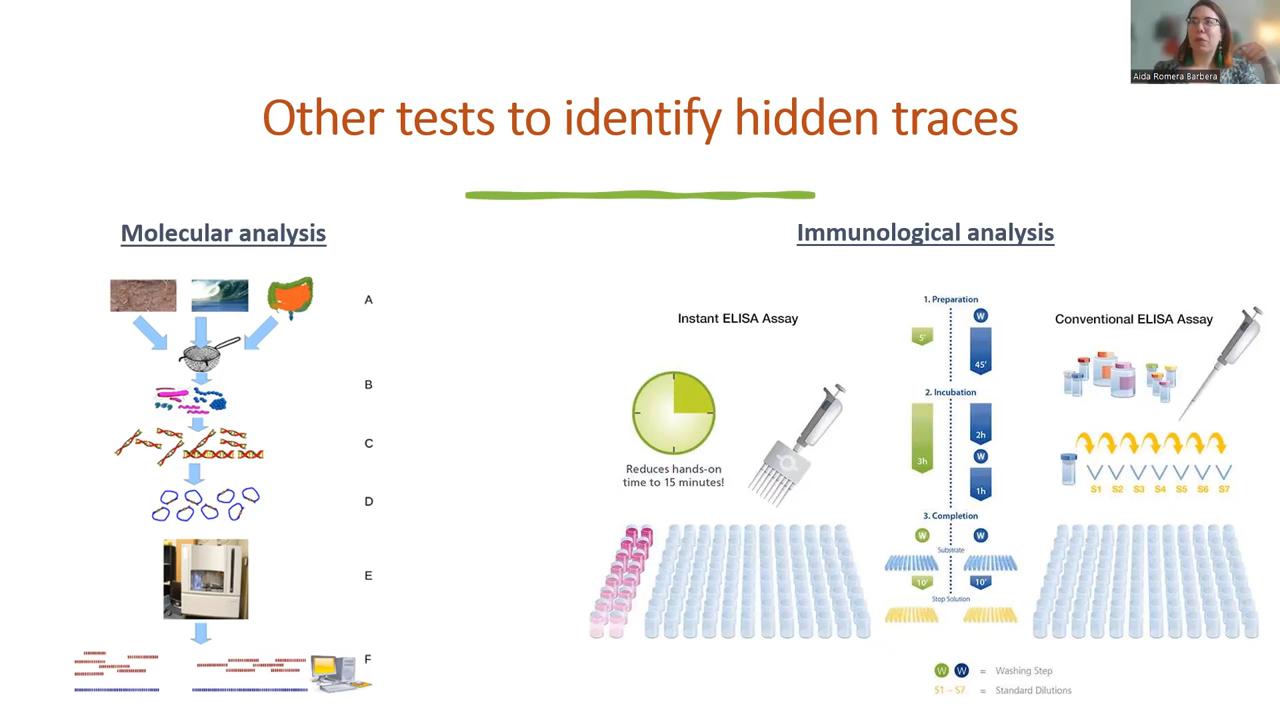 Aida Romera Barbera
Other tests to identify hidden traces
Molecular analysis
A
B
C
D
E
F
Immunological analysis
Instant ELISA Assay
Reduces hands-on
time to 15 minutes!
1. Preparation
W
5'
45'
2. Incubation
2h
W
3h
1h
3. Completion
W
W
Substrate
10'
10'
Stop Solution
Conventional ELISA Assay
S1 S2 S3 S4 S5 S6 S7
W W = Washing Step
S1 – S7 = Standard Dilutions